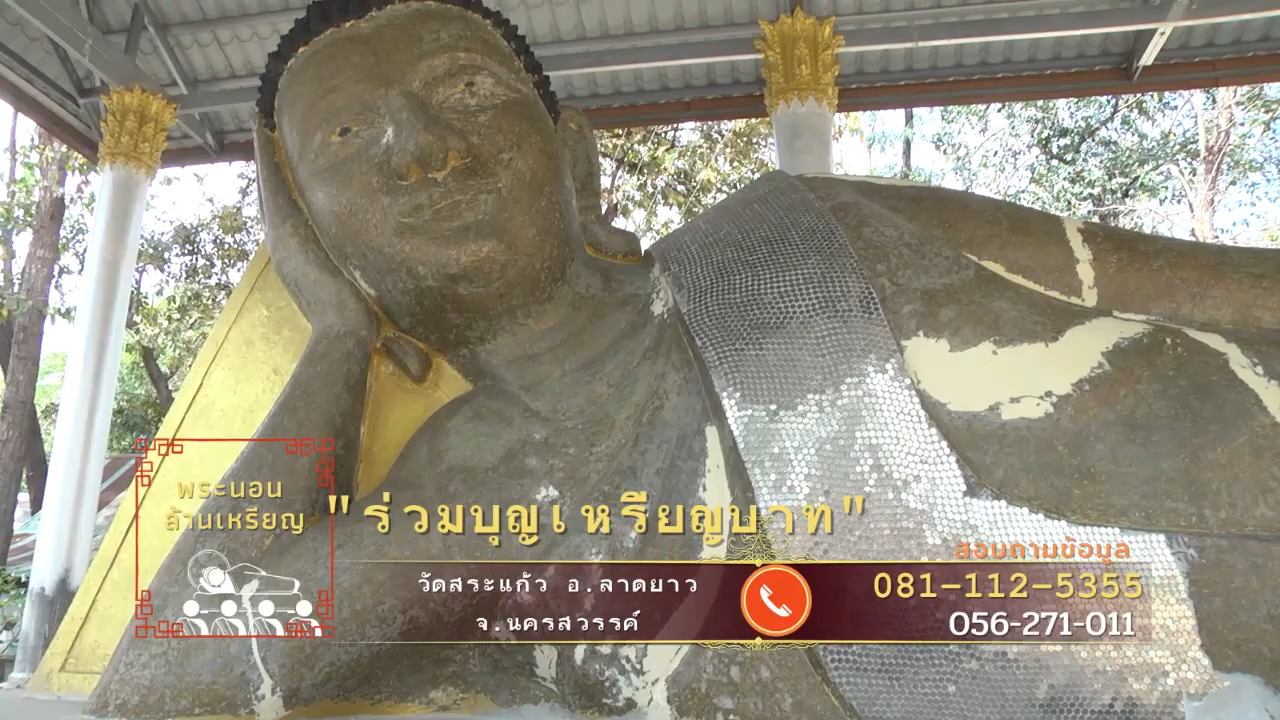 พระนอน
ล้านเหรียญ
"ร่วมบุญเหรียญบาท"
สอบถามข้อมูล
วัดสระแก้ว อ.ลาดยาว
จ.นครสวรรค์
081-112-5355
056-271-011